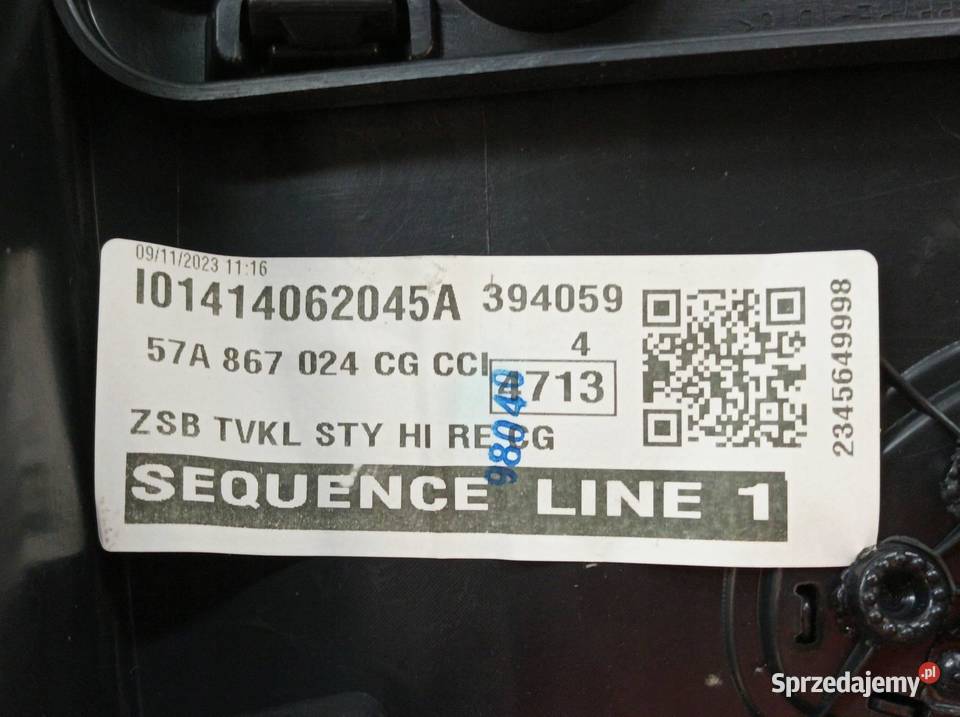 09/11/2023 11:16
I01414062045A 394059
4
57A 867 024 CG CCI
4713
98040
ZSB TVKL STY HI RE CG
SEQUENCE LINE 1
2345649998
Sprzedajemy.pl